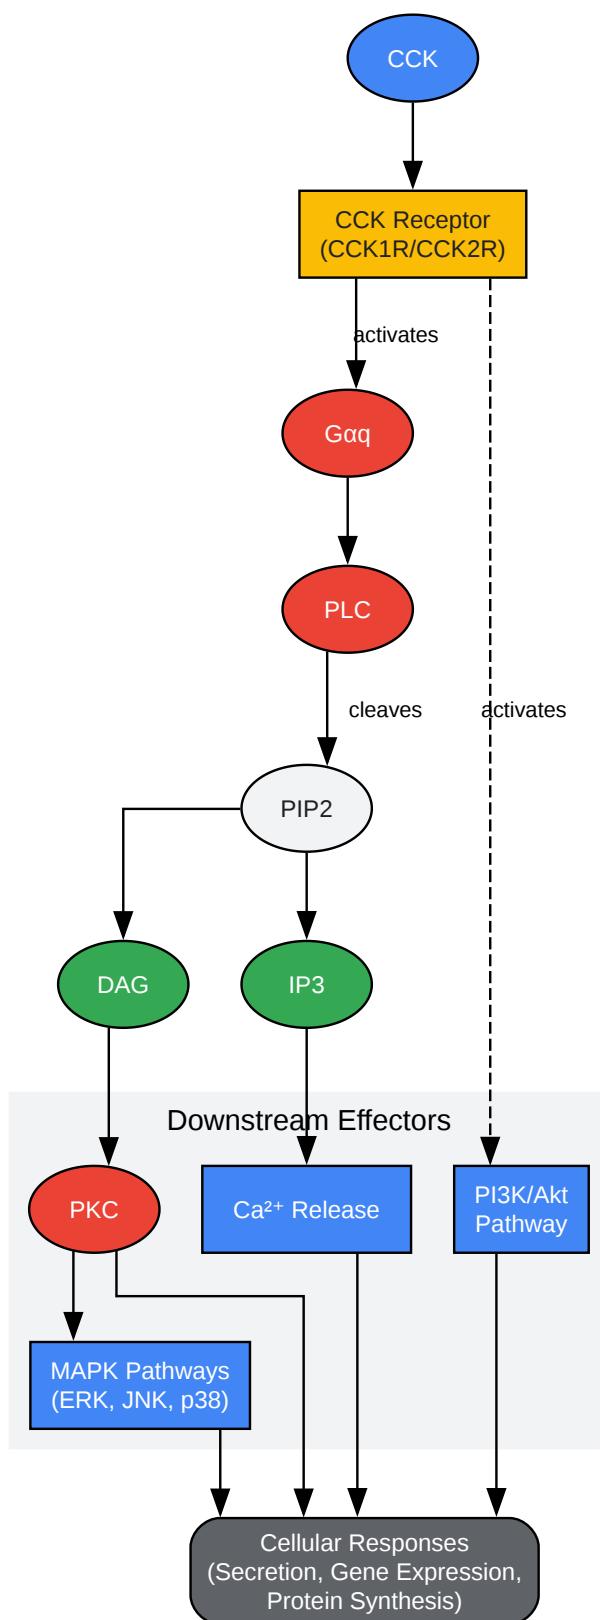 CCK
CCK Receptor
(CCK1R/CCK2R)
activates
Gαq
PLC
cleaves
activates
PIP2
DAG
IP3
Downstream Effectors
PKC
Ca²⁺ Release
PI3K/Akt
Pathway
MAPK Pathways
(ERK, JNK, p38)
Cellular Responses
(Secretion, Gene Expression,
Protein Synthesis)